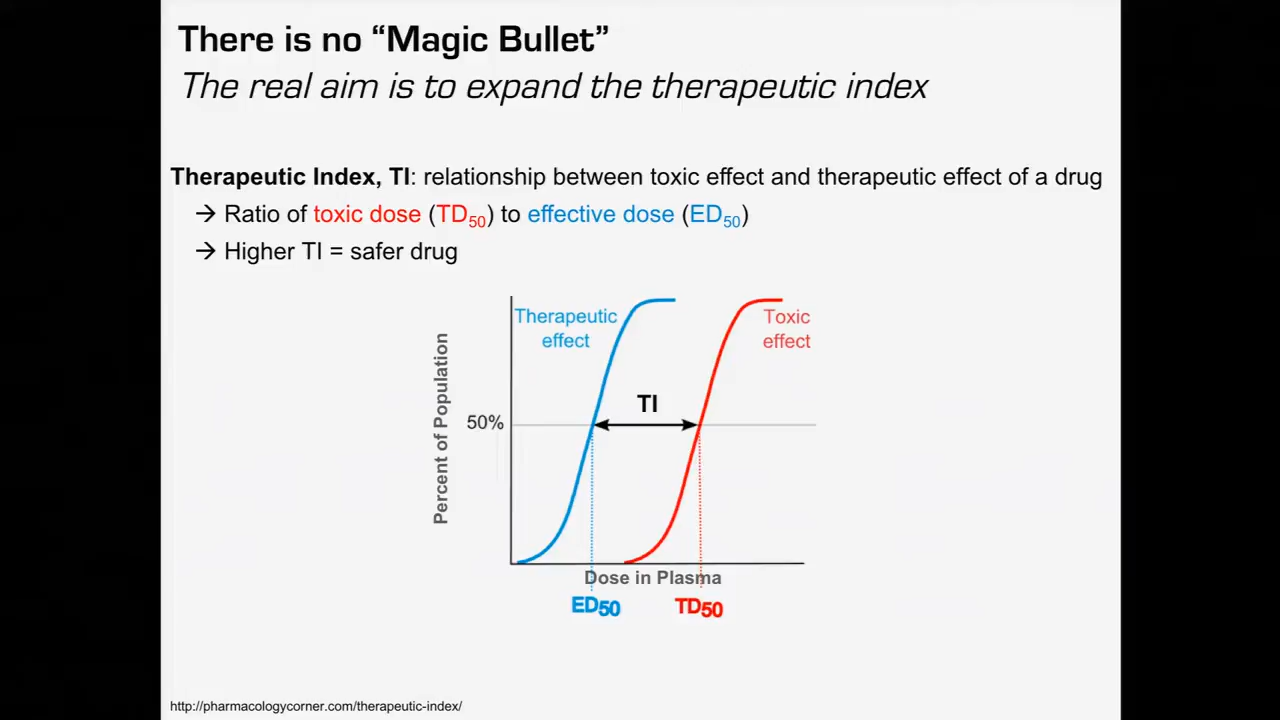 There is no “Magic Bullet”
The real aim is to expand the therapeutic index
Therapeutic Index, TI: relationship between toxic effect and therapeutic effect of a drug
→ Ratio of toxic dose (TD50) to effective dose (ED50)
→ Higher TI = safer drug
Therapeutic
effect
Toxic
effect
TI
50%
Percent of Population
Dose in Plasma
ED50
TD50
http://pharmacologycorner.com/therapeutic-index/